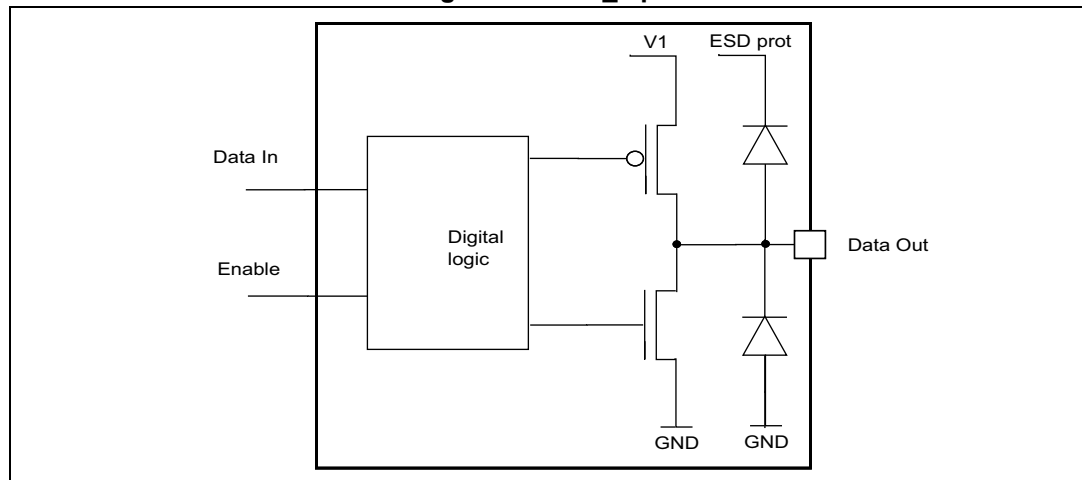 V1
ESD prot
Data In
Digital
logic
Data Out
Enable
GND
GND